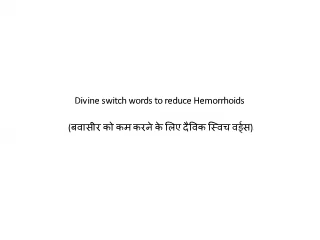 Divine switch words to reduce Hemorrhoids
(बवासीर को कम करने के लिए दैविक स्विच वर्ड्स)